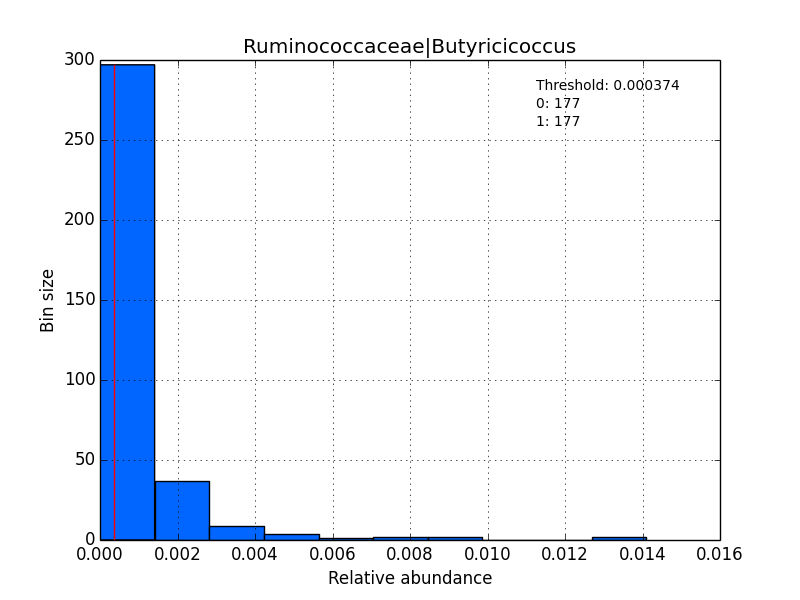 Ruminococcaceae|Butyricicoccus
Threshold: 0.000374
0: 177
1: 177
300
250
200
150
100
50
0
Bin size
0.000 0.002 0.004 0.006 0.008 0.010 0.012 0.014 0.016
Relative abundance